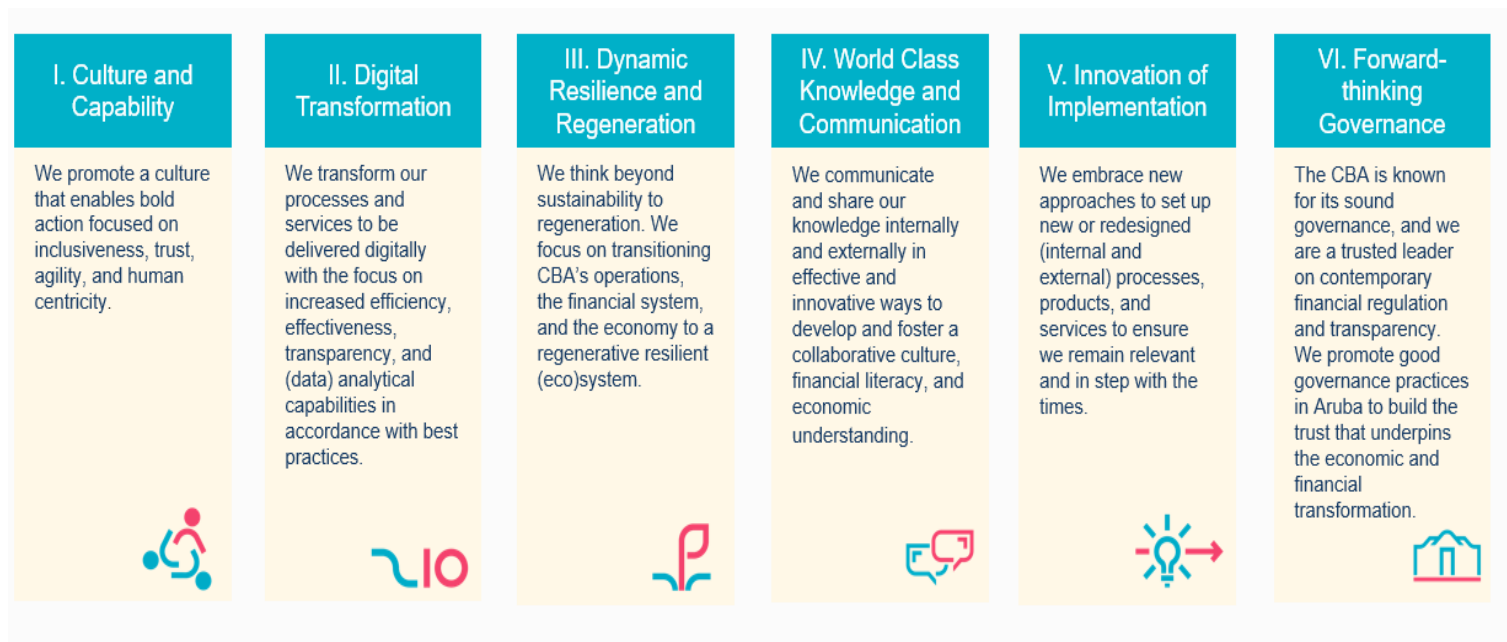 I. Culture and
Capability
We promote a culture
that enables bold
action focused on
inclusiveness, trust,
agility, and human
centricity.
II. Digital
Transformation
We transform our
processes and
services to be
delivered digitally
with the focus on
increased efficiency,
effectiveness,
transparency, and
(data) analytical
capabilities in
accordance with best
practices.
III. Dynamic
Resilience and
Regeneration
We think beyond
sustainability to
regeneration. We
focus on transitioning
CBA’s operations,
the financial system,
and the economy to a
regenerative resilient
(eco)system.
IV. World Class
Knowledge and
Communication
We communicate
and share our
knowledge internally
and externally in
effective and
innovative ways to
develop and foster a
collaborative culture,
financial literacy, and
economic
understanding.
V. Innovation of
Implementation
We embrace new
approaches to set up
new or redesigned
(internal and
external) processes,
products, and
services to ensure
we remain relevant
and in step with the
times.
VI. Forward-
thinking
Governance
The CBA is known
for its sound
governance, and we
are a trusted leader
on contemporary
financial regulation
and transparency.
We promote good
governance practices
in Aruba to build the
trust that underpins
the economic and
financial
transformation.